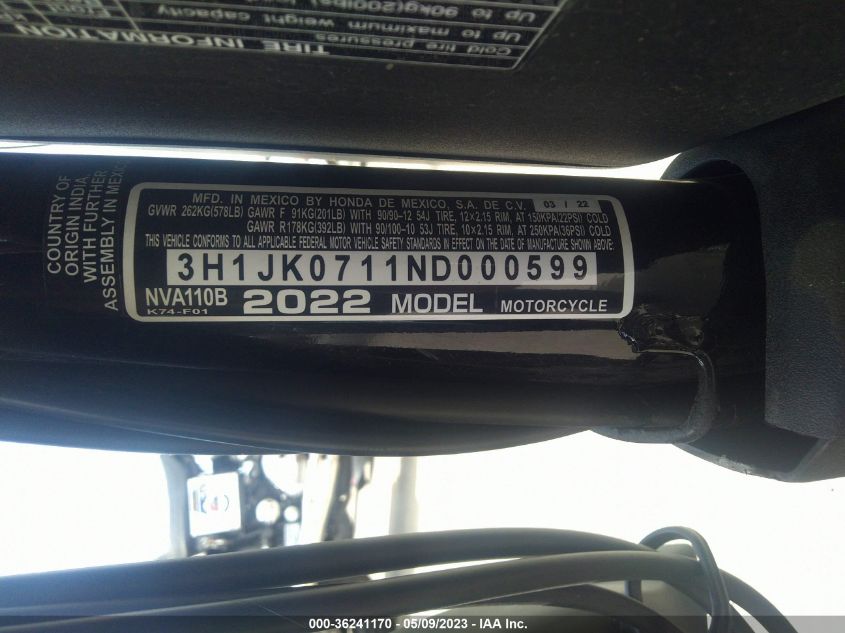 TIRE INFORMATION
Cold tire pressures
Up to maximum weight capacity
Up to 90kg(200lbs)
COUNTRY OF
ORIGIN INDIA,
WITH FURTHER
ASSEMBLY IN MEXICO
MFD. IN MEXICO BY HONDA DE MEXICO, S.A. DE C.V. 03 / 22
GVWR 262KG(578LB) GAWR F 91KG(201LB) WITH 90/90-12 54J TIRE, 12×2.15 RIM, AT 150KPA(22PSI) COLD
GAWR R178KG(392LB) WITH 90/100-10 53J TIRE, 10×2.15 RIM, AT 250KPA(36PSI) COLD
THIS VEHICLE CONFORMS TO ALL APPLICABLE FEDERAL MOTOR VEHICLE SAFETY STANDARDS IN EFFECT ON THE DATE OF MANUFACTURE SHOWN ABOVE.
3H1JK0711ND000599
NVA110B 2022 MODEL MOTORCYCLE
K74-F01
000-36241170 — 05/09/2023 — IAA Inc.